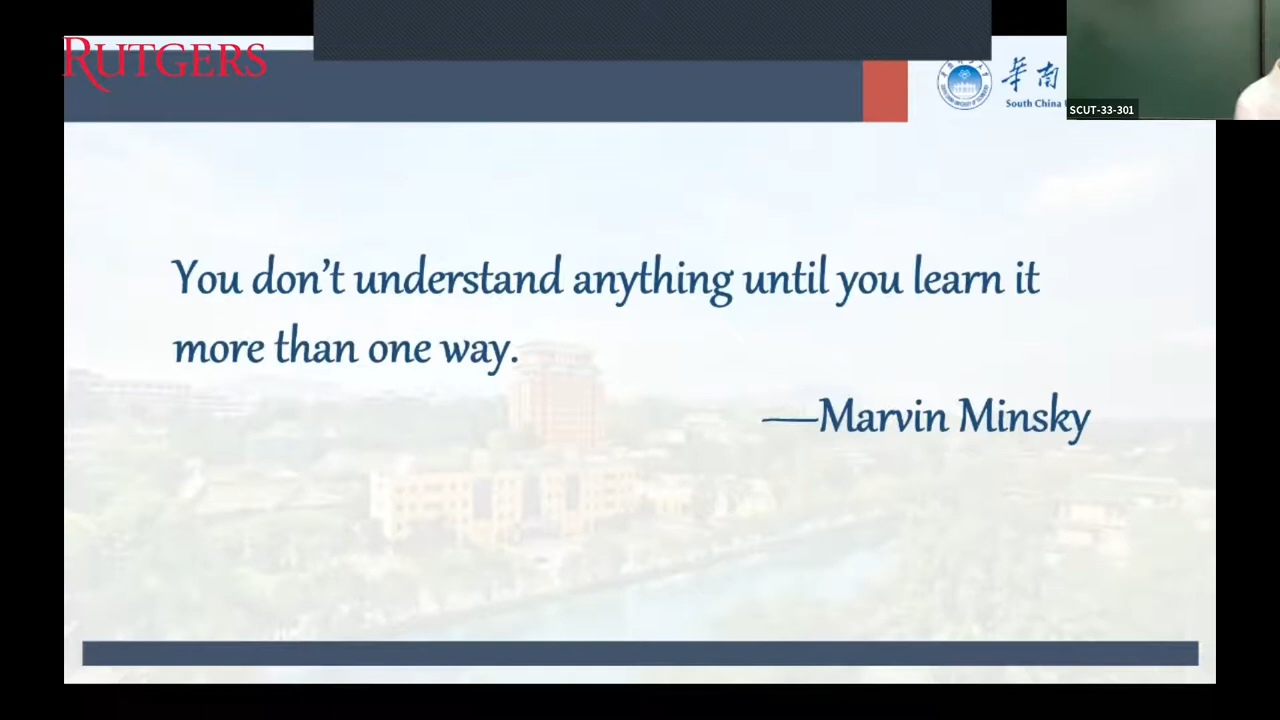 RUTGERS
華南
South China
SCUT-33-301
You don't understand anything until you learn it
more than one way.
—Marvin Minsky